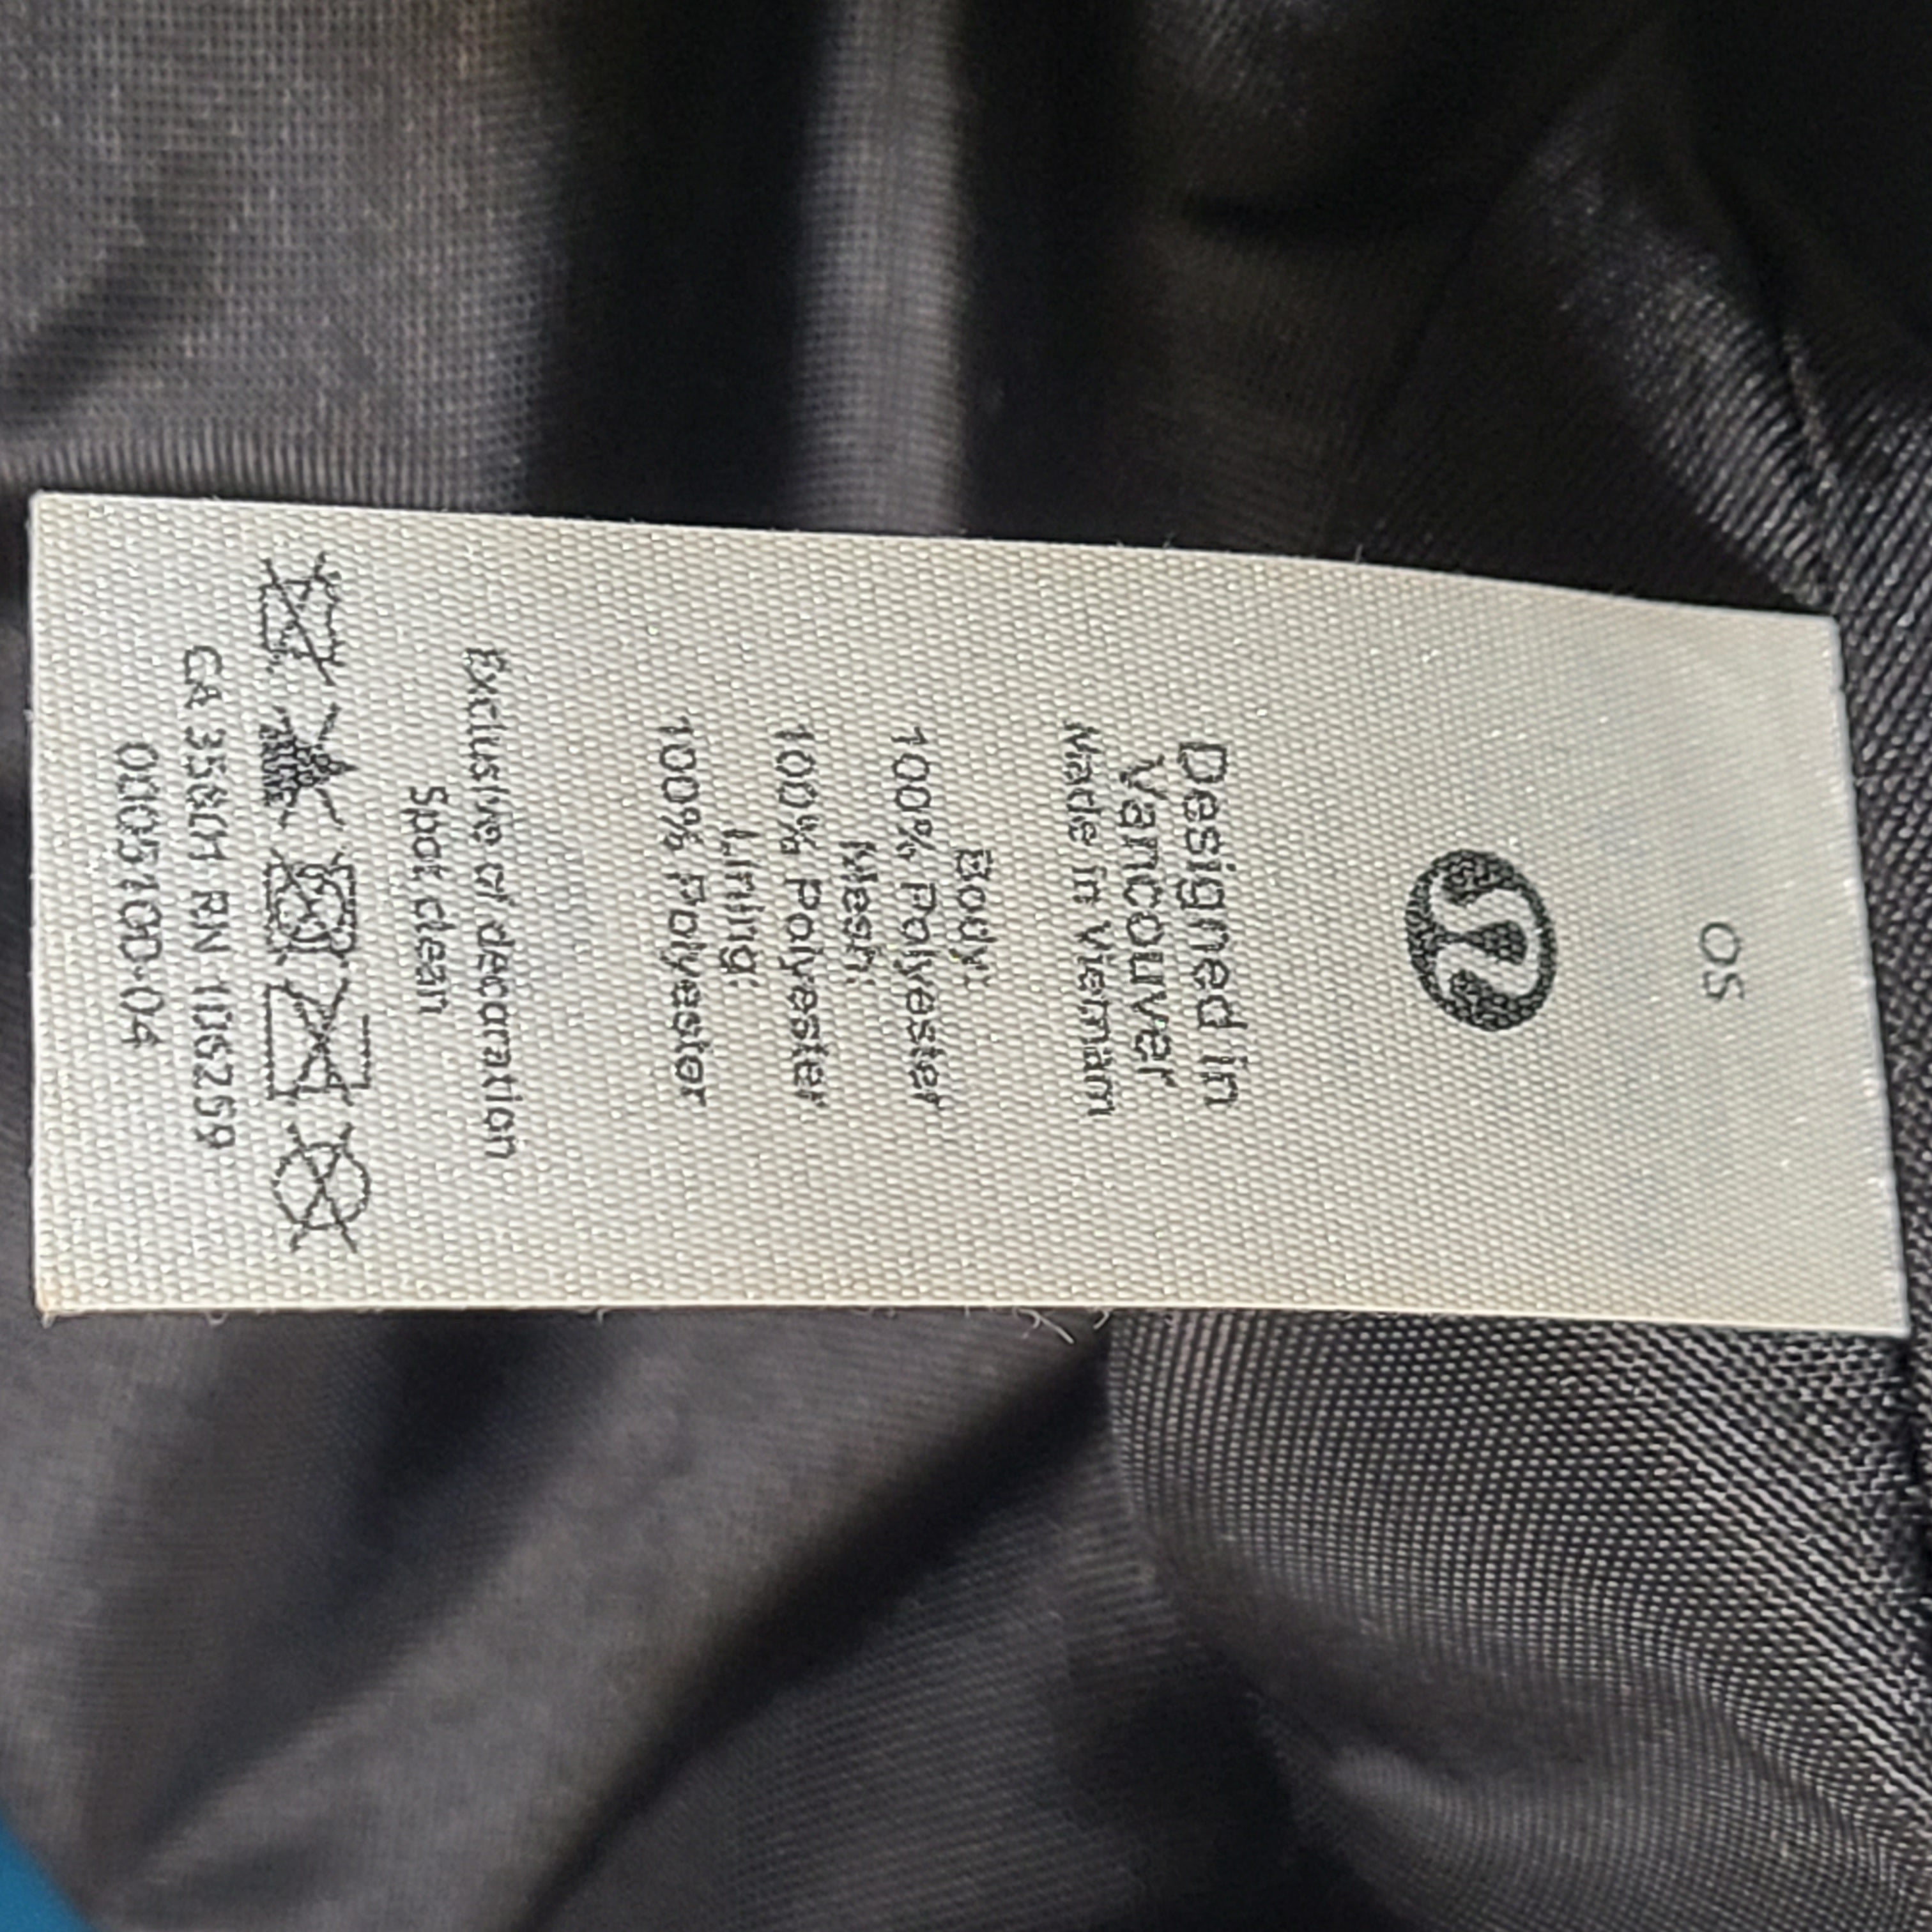 OS
Designed in
Vancouver
Made in Vietnam
Body:
100% Polyester
Mesh:
100% Polyester
Lining:
100% Polyester
Exclusive of decoration
Spot clean
CA 35801 RN 106259
0005100-04